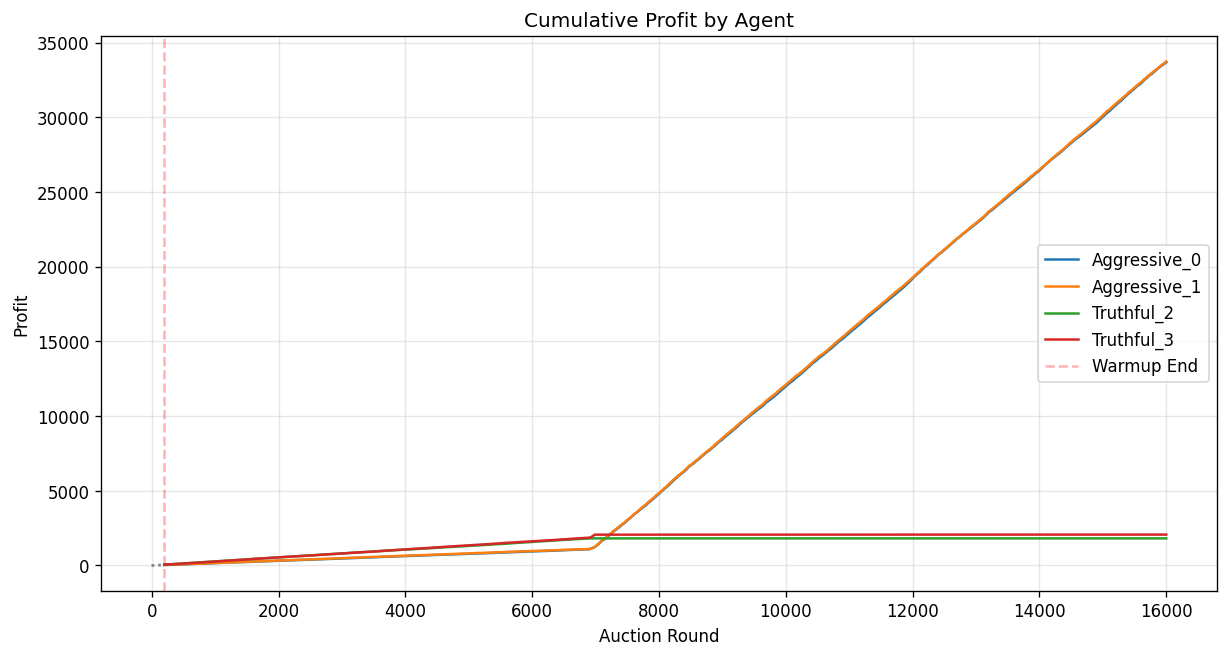 Cumulative Profit by Agent
35000
30000
25000
20000
15000
10000
5000
0
Profit
Aggressive_0
Aggressive_1
Truthful_2
Truthful_3
Warmup End
0 2000 4000 6000 8000 10000 12000 14000 16000
Auction Round